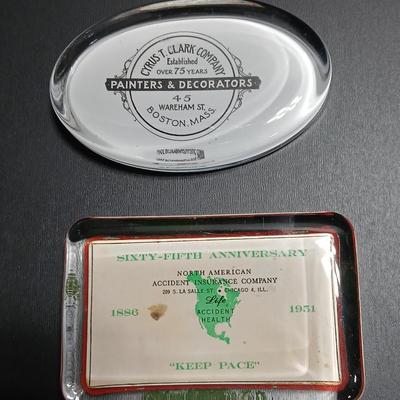 CYRUS T. CLARK COMPANY
Established
OVER 75 YEARS
PAINTERS & DECORATORS
45
WAREHAM ST.
BOSTON, MASS.
SIXTY-FIFTH ANNIVERSARY
NORTH AMERICAN
ACCIDENT INSURANCE COMPANY
209 S. LA SALLE ST. CHICAGO 4, ILL.
Life
1886 ACCIDENT 1951
HEALTH
"KEEP PACE"